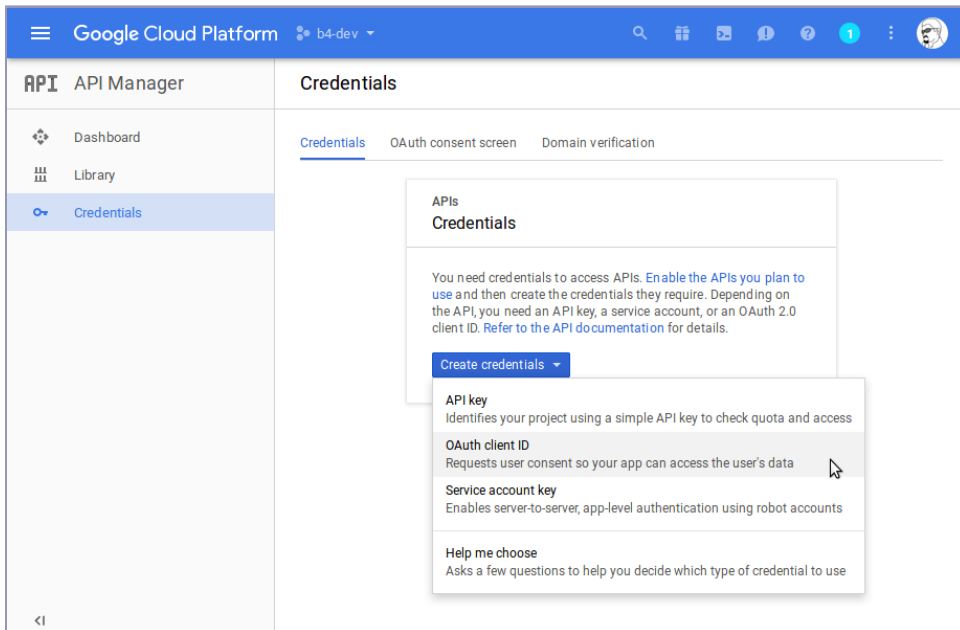 Google Cloud Platform
b4-dev
1
API API Manager
Credentials
Dashboard
Library
Credentials
Credentials
OAuth consent screen
Domain verification
APIs
Credentials
You need credentials to access APIs. Enable the APIs you plan to
use and then create the credentials they require. Depending on
the API, you need an API key, a service account, or an OAuth 2.0
client ID. Refer to the API documentation for details.
Create credentials
API key
Identifies your project using a simple API key to check quota and access
OAuth client ID
Requests user consent so your app can access the user's data
Service account key
Enables server-to-server, app-level authentication using robot accounts
Help me choose
Asks a few questions to help you decide which type of credential to use